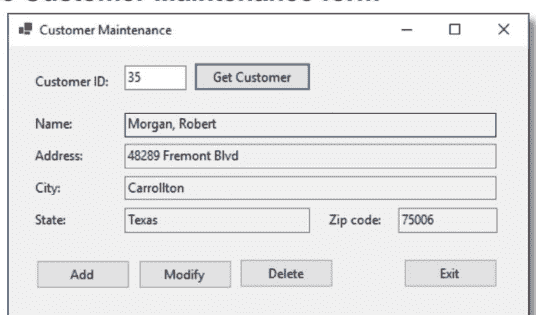 Customer Maintenance form
Customer Maintenance
Customer ID: 35 Get Customer
Name: Morgan, Robert
Address: 48289 Fremont Blvd
City: Carrollton
State: Texas Zip code: 75006
Add Modify Delete Exit